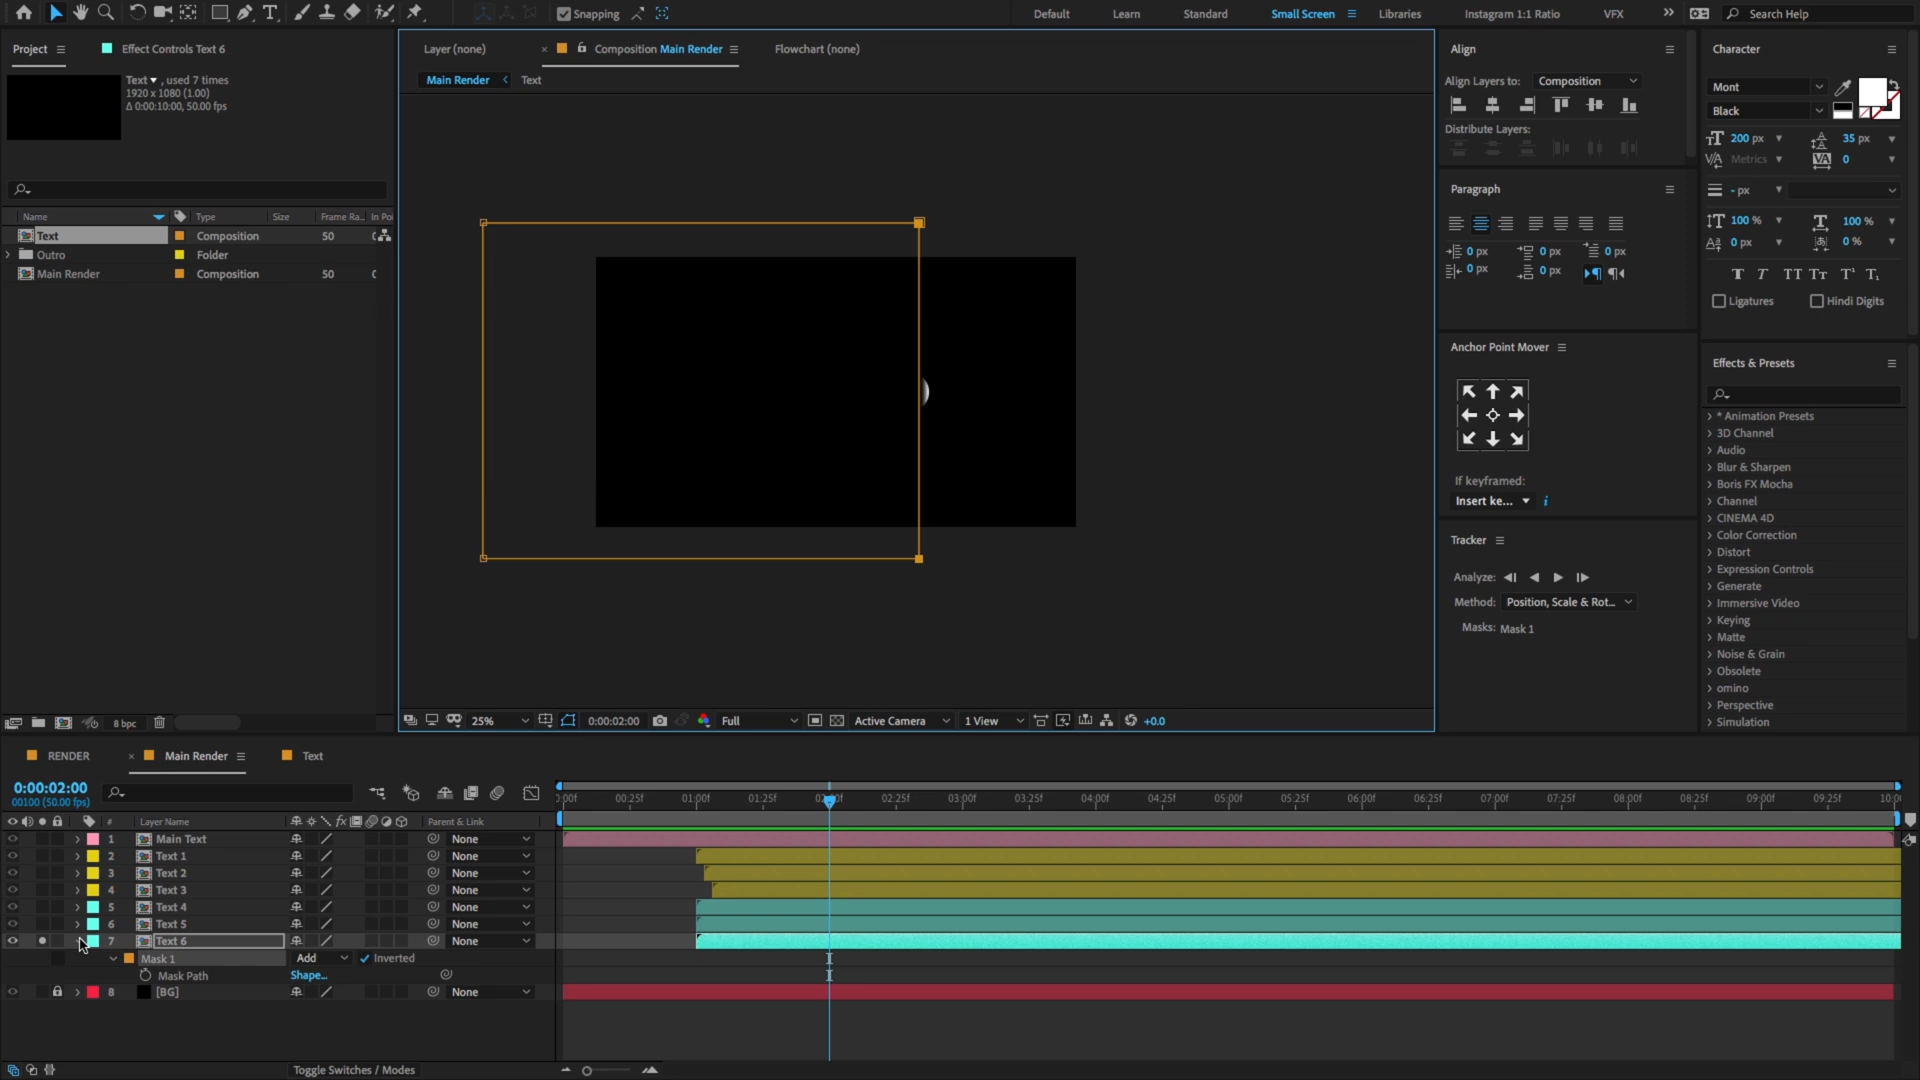 Snapping
Default
Learn
Standard
Small Screen
Libraries
Instagram 1:1 Ratio
VFX
Search Help
Project
Effect Controls Text 6
Text , used 7 times
1920 x 1080 (1.00)
Δ 0:00:10:00, 50.00 fps
Name
Type
Size
Frame Ra...
In Poi
Text
Composition
50
Outro
Folder
Main Render
Composition
50
8 bpc
Layer (none)
Composition Main Render
Flowchart (none)
Main Render
Text
25%
0:00:02:00
Full
Active Camera
1 View
+0.0
Align
Align Layers to:
Composition
Distribute Layers:
Paragraph
0 px
0 px
0 px
0 px
0 px
Anchor Point Mover
If keyframed:
Insert ke...
Tracker
Analyze:
Method:
Position, Scale & Rot...
Masks: Mask 1
Character
Mont
Black
200 px
35 px
Metrics
0
- px
100 %
100 %
0 px
0 %
Ligatures
Hindi Digits
Effects & Presets
* Animation Presets
3D Channel
Audio
Blur & Sharpen
Boris FX Mocha
Channel
CINEMA 4D
Color Correction
Distort
Expression Controls
Generate
Immersive Video
Keying
Matte
Noise & Grain
Obsolete
omino
Perspective
Simulation
RENDER
Main Render
Text
0:00:02:00
00100 (50.00 fps)
# Layer Name
Parent & Link
1 Main Text None
2 Text 1 None
3 Text 2 None
4 Text 3 None
5 Text 4 None
6 Text 5 None
7 Text 6 None
Mask 1 Add Inverted
Mask Path Shape...
8 [BG] None
00:25f 01:00f 01:25f 02:25f 03:00f 03:25f 04:00f 04:25f 05:00f 05:25f 06:00f 06:25f 07:00f 07:25f 08:00f 08:25f 09:00f 09:25f
Toggle Switches / Modes